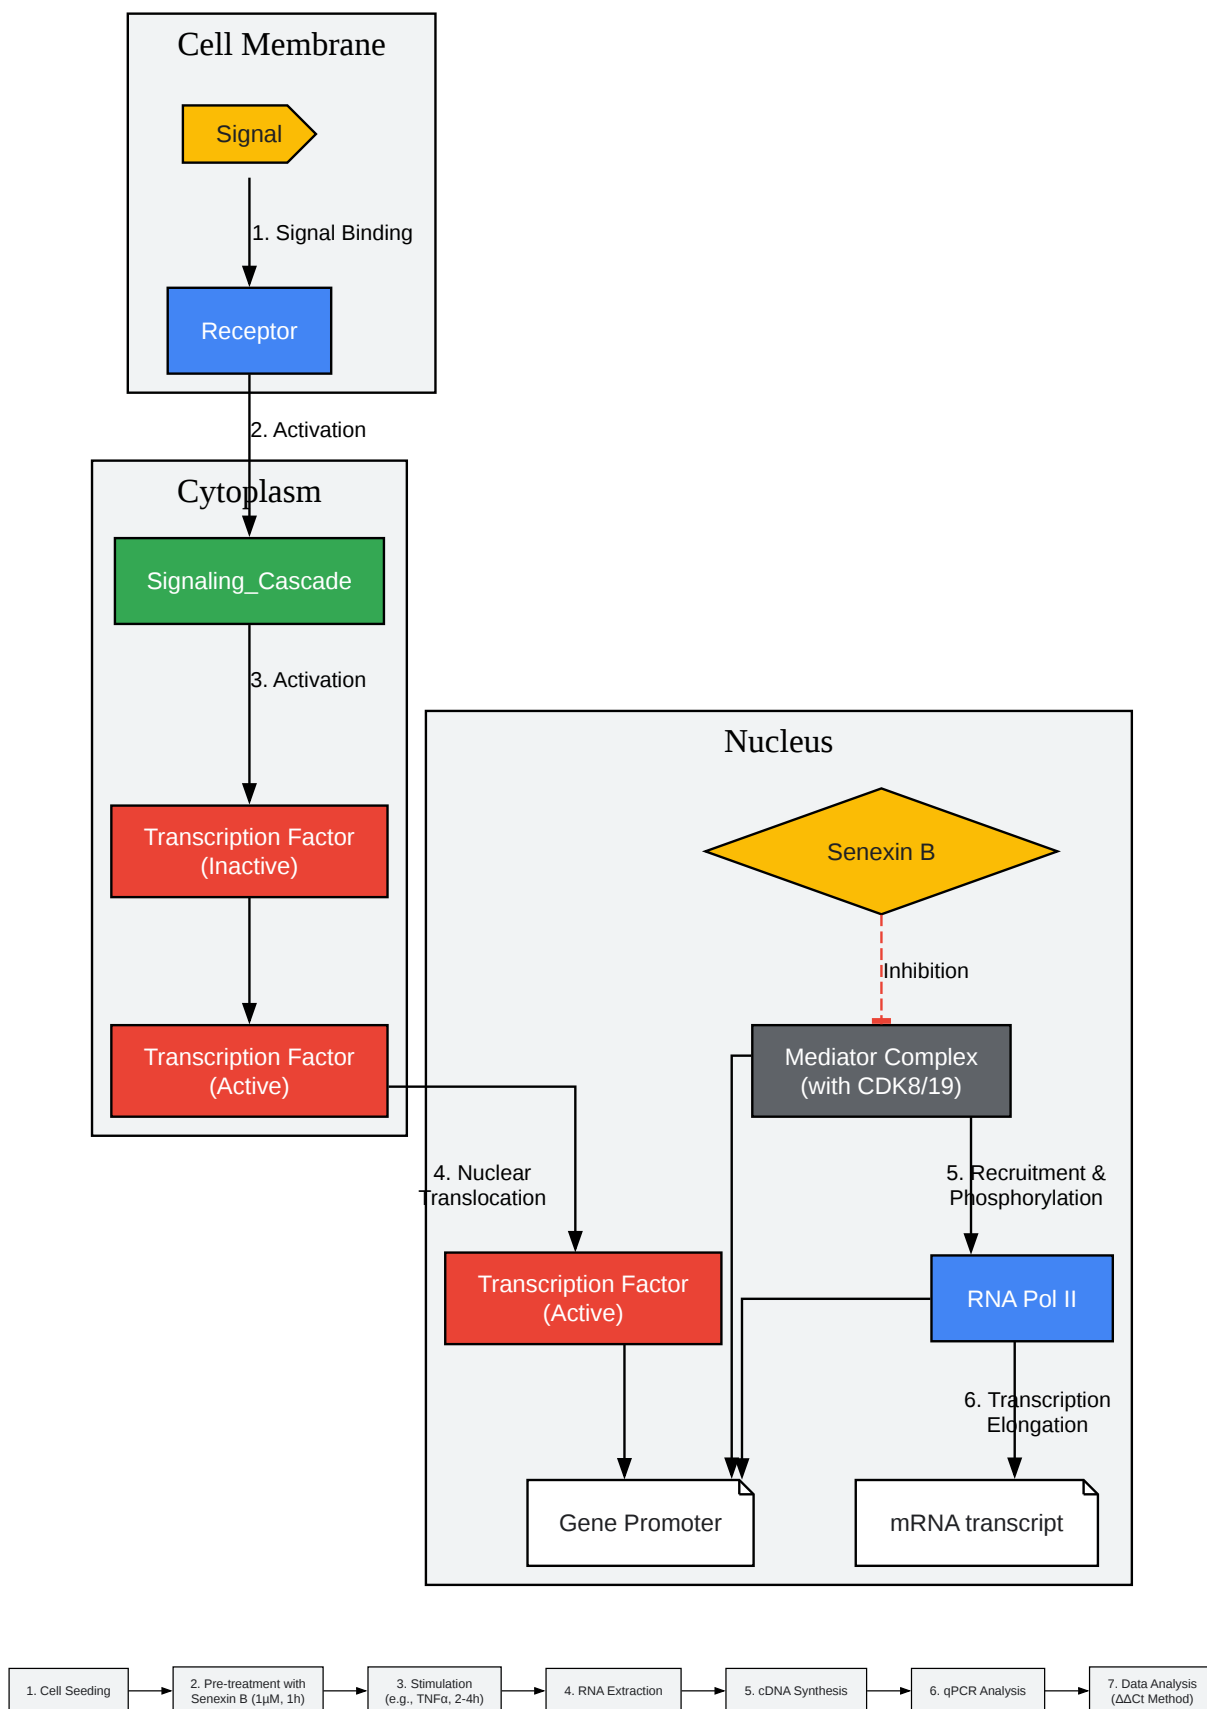 Cell Membrane
Signal
1. Signal Binding
Receptor
2. Activation
Cytoplasm
Signaling_Cascade
3. Activation
Transcription Factor
(Inactive)
Transcription Factor
(Active)
Nucleus
Senexin B
Inhibition
Mediator Complex
(with CDK8/19)
4. Nuclear
Translocation
5. Recruitment &
Phosphorylation
Transcription Factor
(Active)
RNA Pol II
6. Transcription
Elongation
Gene Promoter
mRNA transcript
1. Cell Seeding
2. Pre-treatment with
Senexin B (1µM, 1h)
3. Stimulation
(e.g., TNFα, 2-4h)
4. RNA Extraction
5. cDNA Synthesis
6. qPCR Analysis
7. Data Analysis
(ΔΔCt Method)